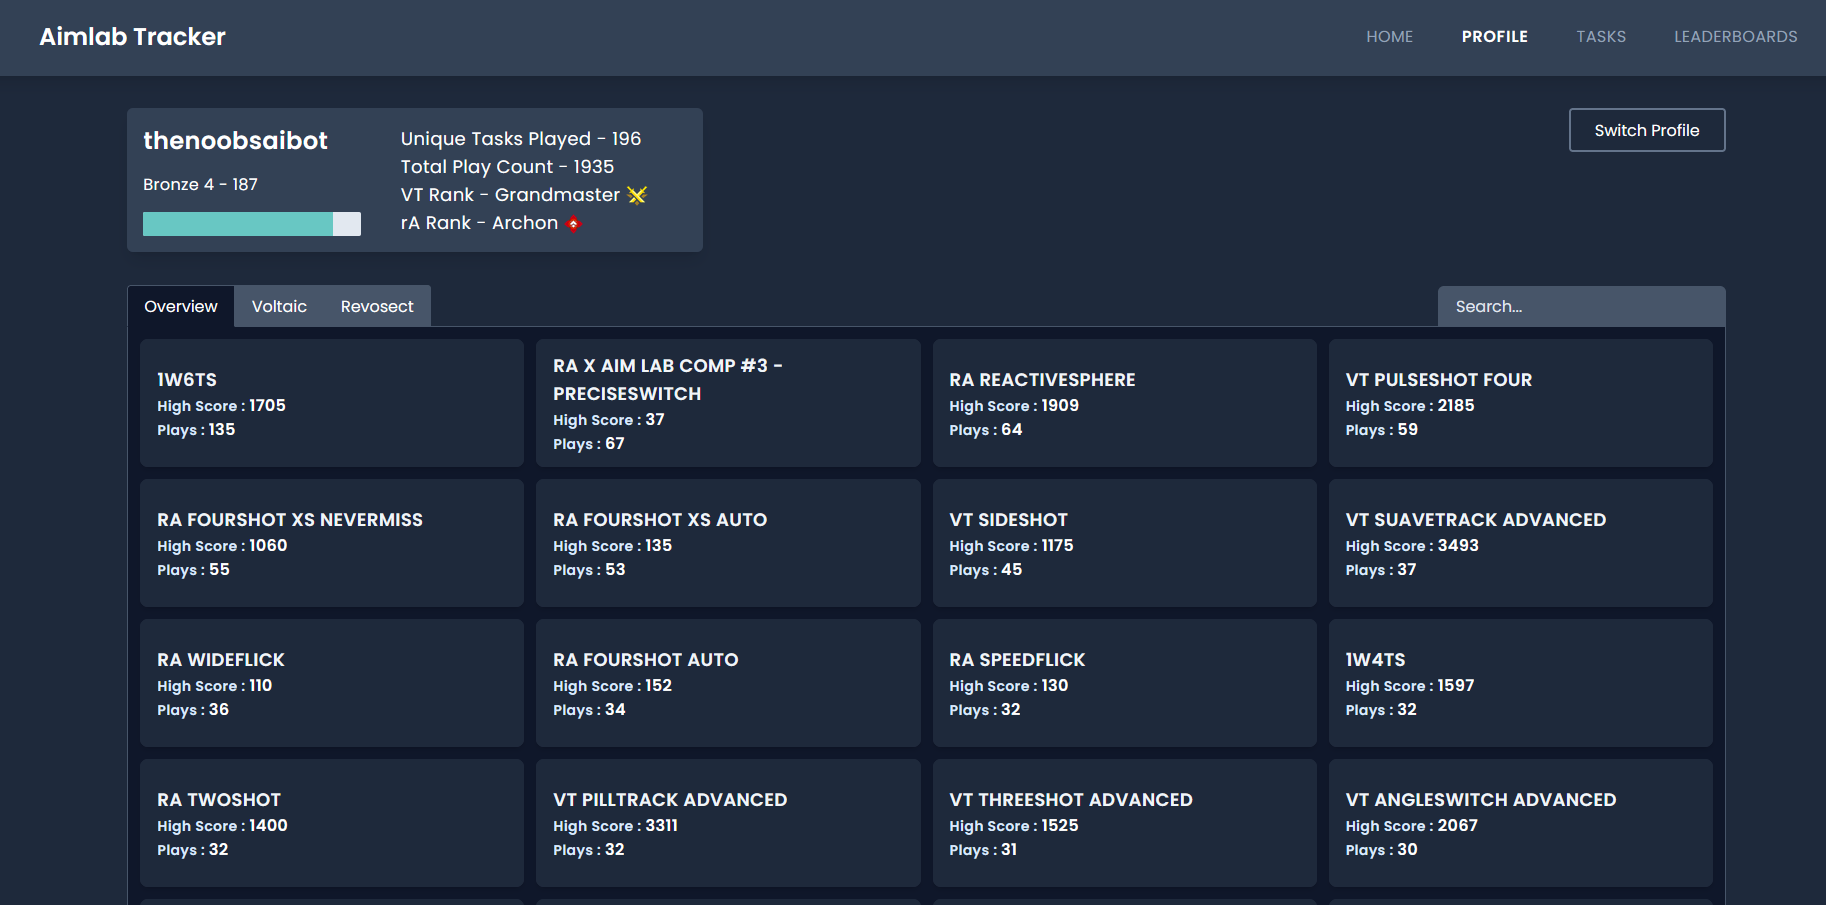 Aimlab Tracker
HOME
PROFILE
TASKS
LEADERBOARDS
thenoobsaibot
Bronze 4 - 187
Unique Tasks Played - 196
Total Play Count - 1935
VT Rank - Grandmaster
rA Rank - Archon
Switch Profile
Overview
Voltaic
Revosect
Search...
1W6TS
High Score : 1705
Plays : 135
RA X AIM LAB COMP #3 -
PRECISESWITCH
High Score : 37
Plays : 67
RA REACTIVESPHERE
High Score : 1909
Plays : 64
VT PULSESHOT FOUR
High Score : 2185
Plays : 59
RA FOURSHOT XS NEVERMISS
High Score : 1060
Plays : 55
RA FOURSHOT XS AUTO
High Score : 135
Plays : 53
VT SIDESHOT
High Score : 1175
Plays : 45
VT SUAVETRACK ADVANCED
High Score : 3493
Plays : 37
RA WIDEFLICK
High Score : 110
Plays : 36
RA FOURSHOT AUTO
High Score : 152
Plays : 34
RA SPEEDFLICK
High Score : 130
Plays : 32
1W4TS
High Score : 1597
Plays : 32
RA TWOSHOT
High Score : 1400
Plays : 32
VT PILLTRACK ADVANCED
High Score : 3311
Plays : 32
VT THREESHOT ADVANCED
High Score : 1525
Plays : 31
VT ANGLESWITCH ADVANCED
High Score : 2067
Plays : 30